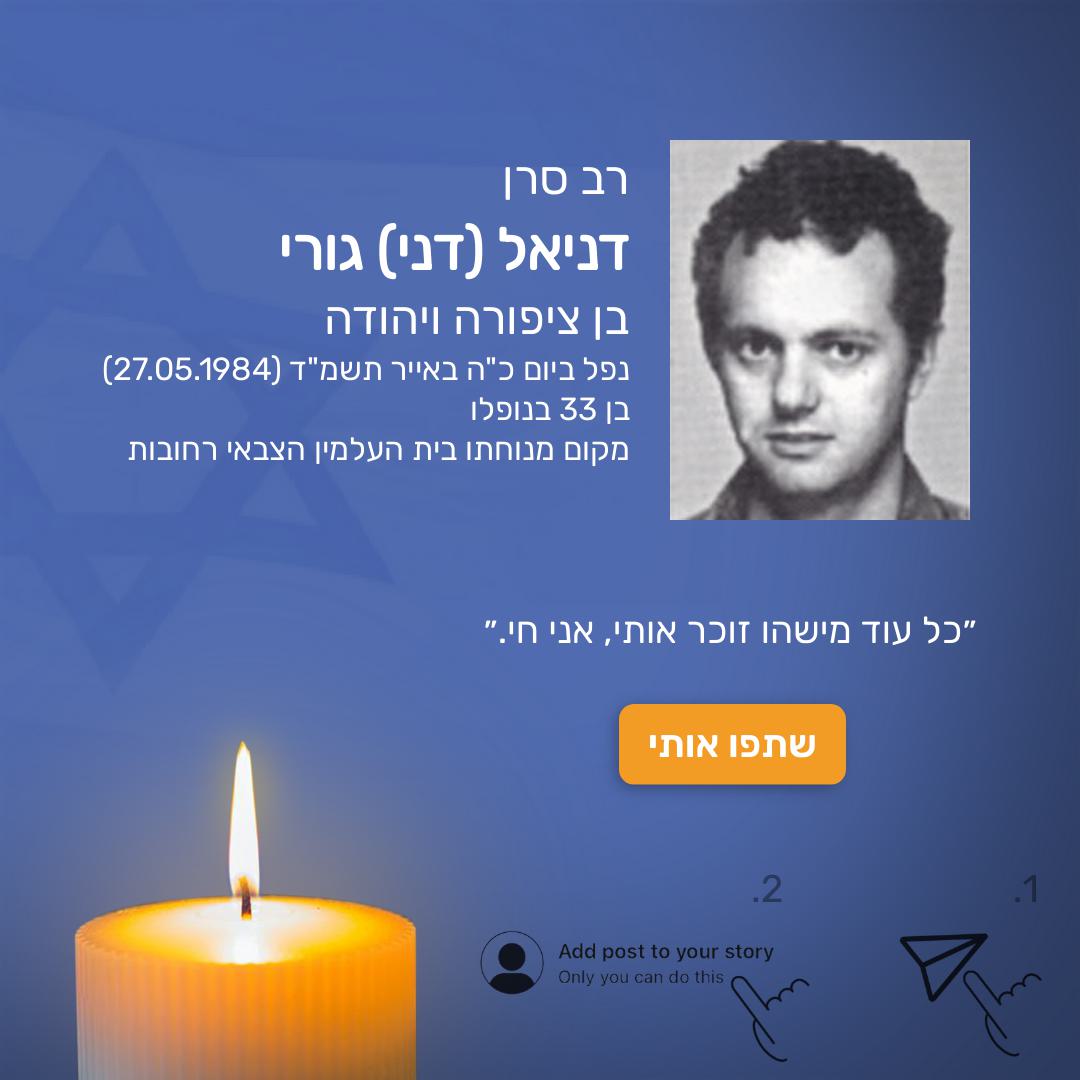 רב סרן
דניאל (דני) גורי
בן ציפורה ויהודה
נפל ביום כ"ה באייר תשמ"ד (27.05.1984)
בן 33 בנופלו
מקום מנוחתו בית העלמין הצבאי רחובות
״כל עוד מישהו זוכר אותי, אני חי.״
שתפו אותי
1.
2.
Add post to your story
Only you can do this